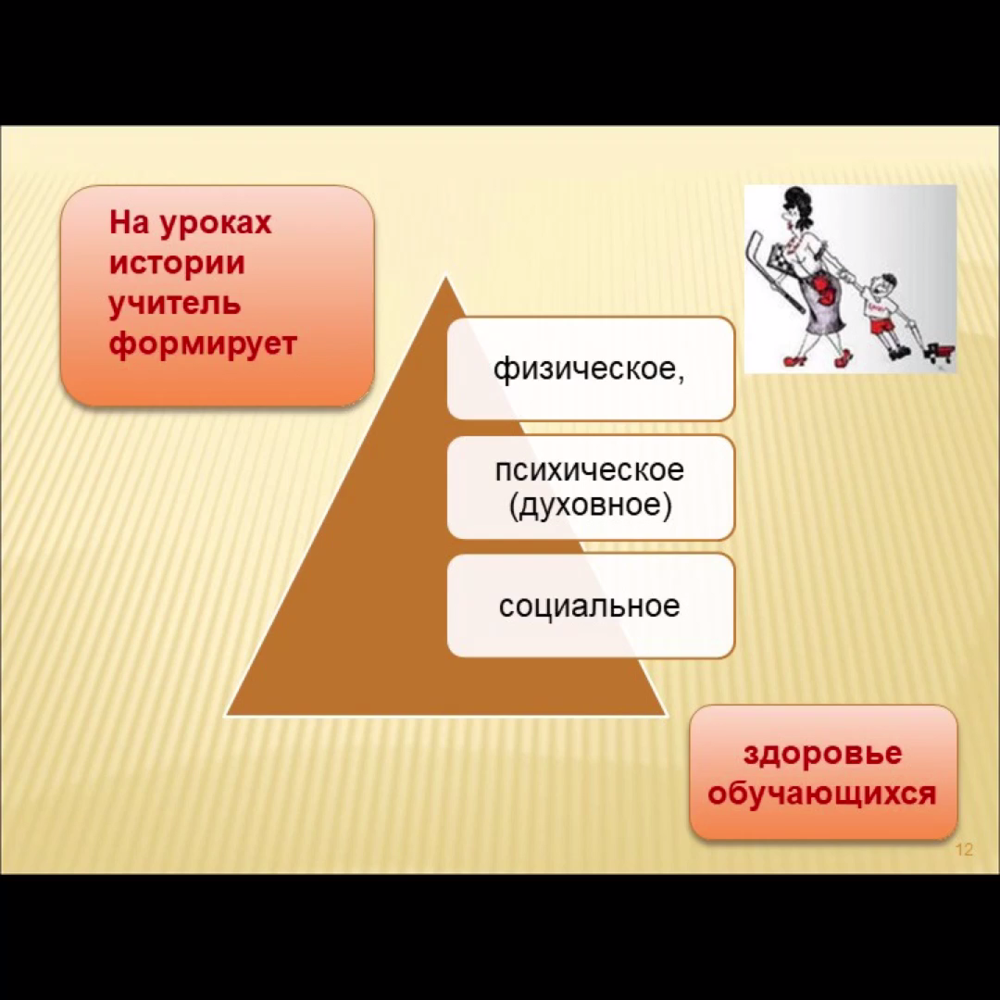 На уроках
истории
учитель
формирует
физическое,
психическое
(духовное)
социальное
здоровье
обучающихся
12